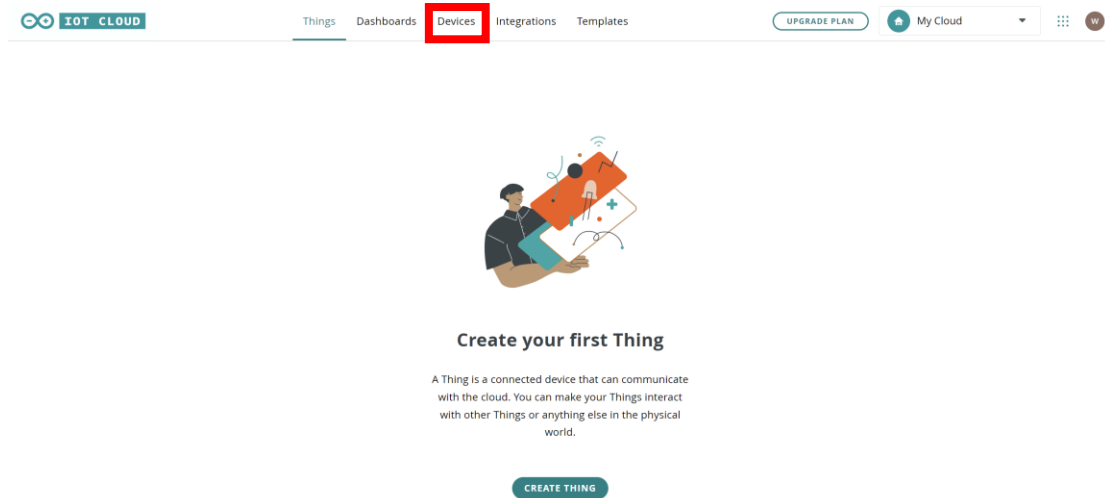 IOT CLOUD
Things Dashboards Devices Integrations Templates
UPGRADE PLAN
My Cloud
W
Create your first Thing
A Thing is a connected device that can communicate
with the cloud. You can make your Things interact
with other Things or anything else in the physical
world.
CREATE THING